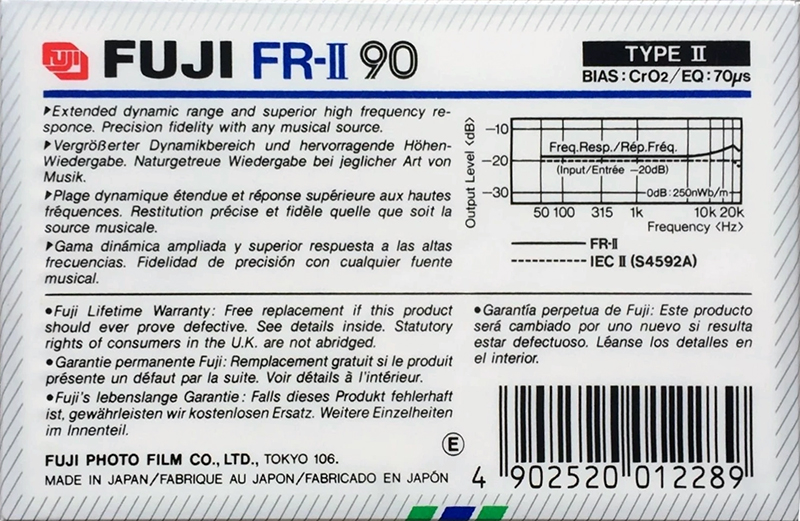 FUJI FUJI FR-II 90
TYPE II
BIAS : CrO2 / EQ : 70µs
▶Extended dynamic range and superior high frequency re-
sponce. Precision fidelity with any musical source.
▶Vergrößerter Dynamikbereich und hervorragende Höhen-
Wiedergabe. Naturgetreue Wiedergabe bei jeglicher Art von
Musik.
▶Plage dynamique étendue et réponse supérieure aux hautes
fréquences. Restitution précise et fidèle quelle que soit la
source musicale.
▶Gama dinámica ampliada y superior respuesta a las altas
frecuencias. Fidelidad de precisión con cualquier fuente
musical.
Output Level <dB>
−10
−20
−30
Freq.Resp./Rép.Fréq.
(Input/Entrée −20dB)
0dB : 250nWb/m
50 100 315 1k 10k 20k
Frequency <Hz>
FR-II
IEC II (S4592A)
●Fuji Lifetime Warranty: Free replacement if this product
should ever prove defective. See details inside. Statutory
rights of consumers in the U.K. are not abridged.
●Garantie permanente Fuji: Remplacement gratuit si le produit
présente un défaut par la suite. Voir détails à l'intérieur.
●Fuji's lebenslange Garantie : Falls dieses Produkt fehlerhaft
ist, gewährleisten wir kostenlosen Ersatz. Weitere Einzelheiten
im Innenteil.
●Garantía perpetua de Fuji: Este producto
será cambiado por uno nuevo si resulta
estar defectuoso. Léanse los detalles en
el interior.
FUJI PHOTO FILM CO., LTD., TOKYO 106.
MADE IN JAPAN/FABRIQUE AU JAPON/FABRICADO EN JAPÓN
E
4 902520 012289